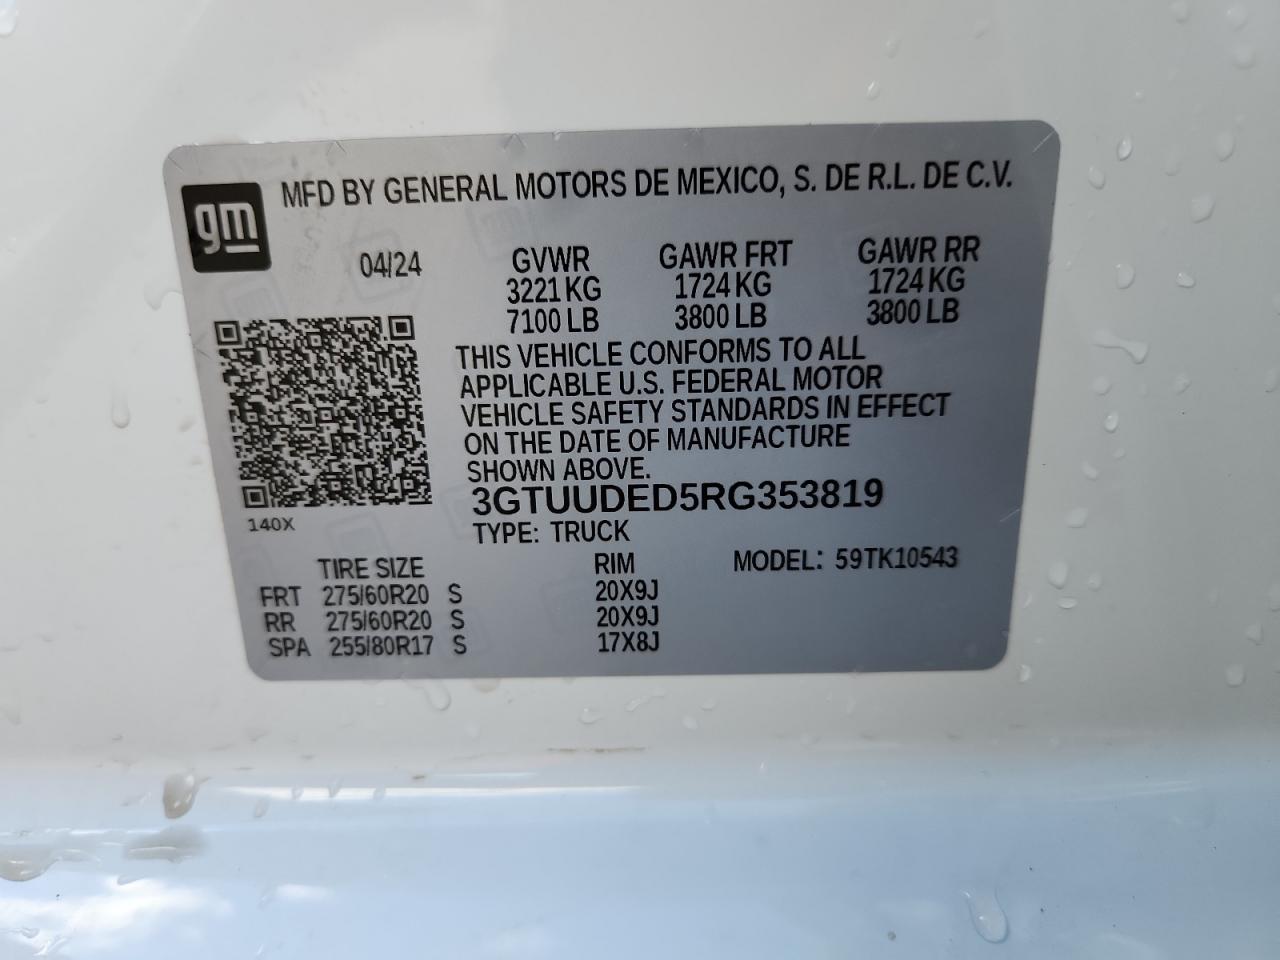 gm
MFD BY GENERAL MOTORS DE MEXICO, S. DE R.L. DE C.V.
04/24 GVWR GAWR FRT GAWR RR
3221 KG 1724 KG 1724 KG
7100 LB 3800 LB 3800 LB
THIS VEHICLE CONFORMS TO ALL
APPLICABLE U.S. FEDERAL MOTOR
VEHICLE SAFETY STANDARDS IN EFFECT
ON THE DATE OF MANUFACTURE
SHOWN ABOVE.
3GTUUDED5RG353819
140X
TYPE: TRUCK
TIRE SIZE RIM MODEL: 59TK10543
FRT 275/60R20 S 20X9J
RR 275/60R20 S 20X9J
SPA 255/80R17 S 17X8J